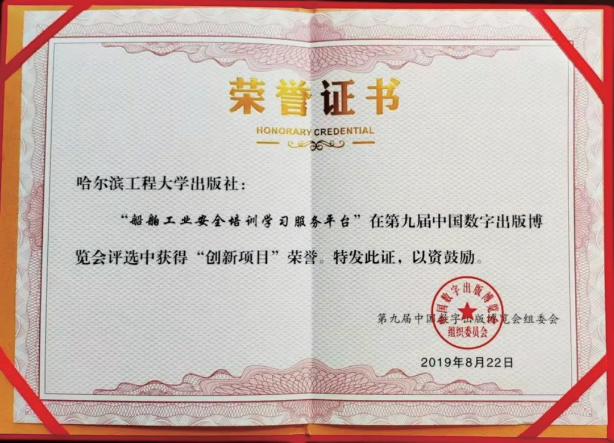 荣誉证书
HONORARY CREDENTIAL
哈尔滨工程大学出版社：
“船舶工业安全培训学习服务平台”在第九届中国数字出版博
览会评选中获得“创新项目”荣誉。特发此证，以资鼓励。
第九届中国数字出版博览会组委会
组织委员会
2019年8月22日